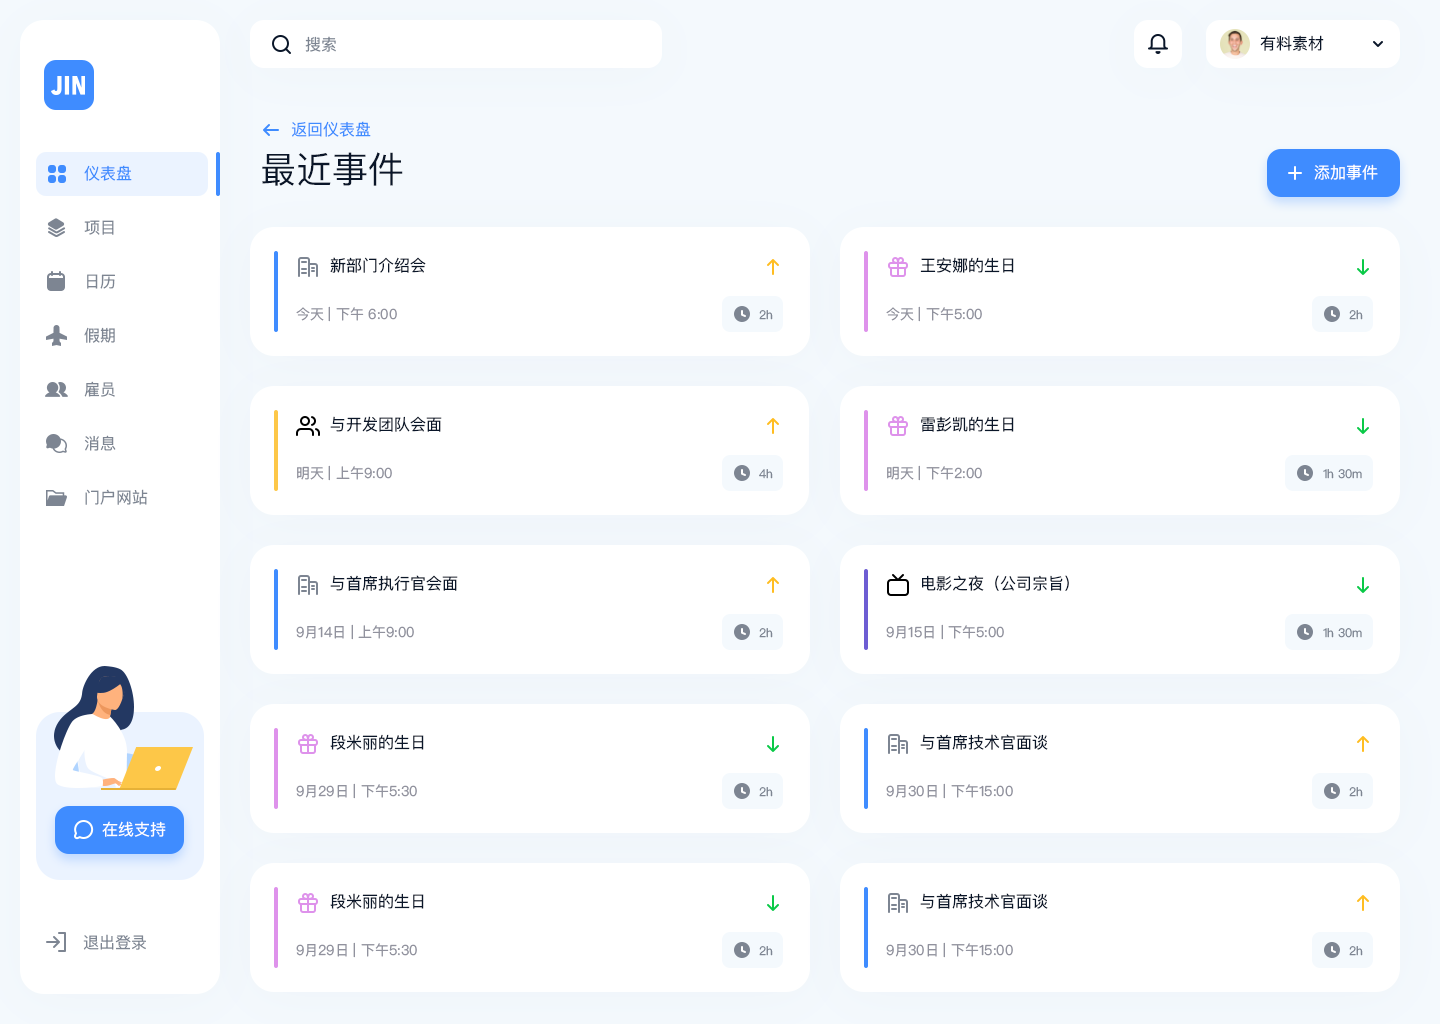 JIN
仪表盘
项目
日历
假期
雇员
消息
门户网站
在线支持
退出登录
搜索
有料素材
返回仪表盘
最近事件
添加事件
新部门介绍会
今天 | 下午 6:00
2h
王安娜的生日
今天 | 下午5:00
2h
与开发团队会面
明天 | 上午9:00
4h
雷彭凯的生日
明天 | 下午2:00
1h 30m
与首席执行官会面
9月14日 | 上午9:00
2h
电影之夜（公司宗旨）
9月15日 | 下午5:00
1h 30m
段米丽的生日
9月29日 | 下午5:30
2h
与首席技术官面谈
9月30日 | 下午15:00
2h
段米丽的生日
9月29日 | 下午5:30
2h
与首席技术官面谈
9月30日 | 下午15:00
2h